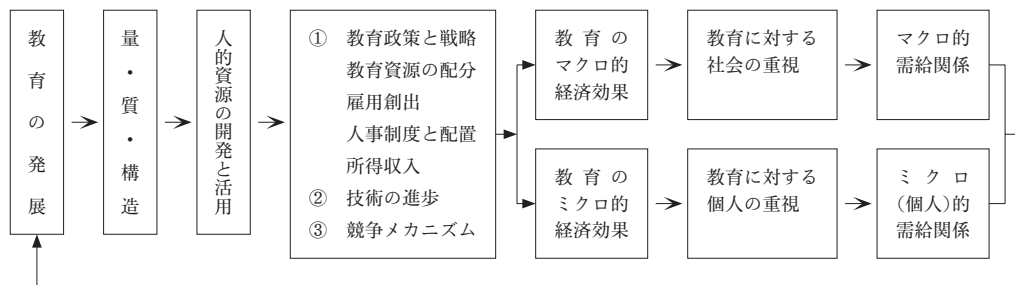 教育の発展
量・質・構造
人的資源の開発と活用
① 教育政策と戦略
教育資源の配分
雇用創出
人事制度と配置
所得収入
② 技術の進歩
③ 競争メカニズム
教育の
マクロ的
経済効果
教育に対する
社会の重視
マクロ的
需給関係
教育の
ミクロ的
経済効果
教育に対する
個人の重視
ミクロ
(個人)的
需給関係